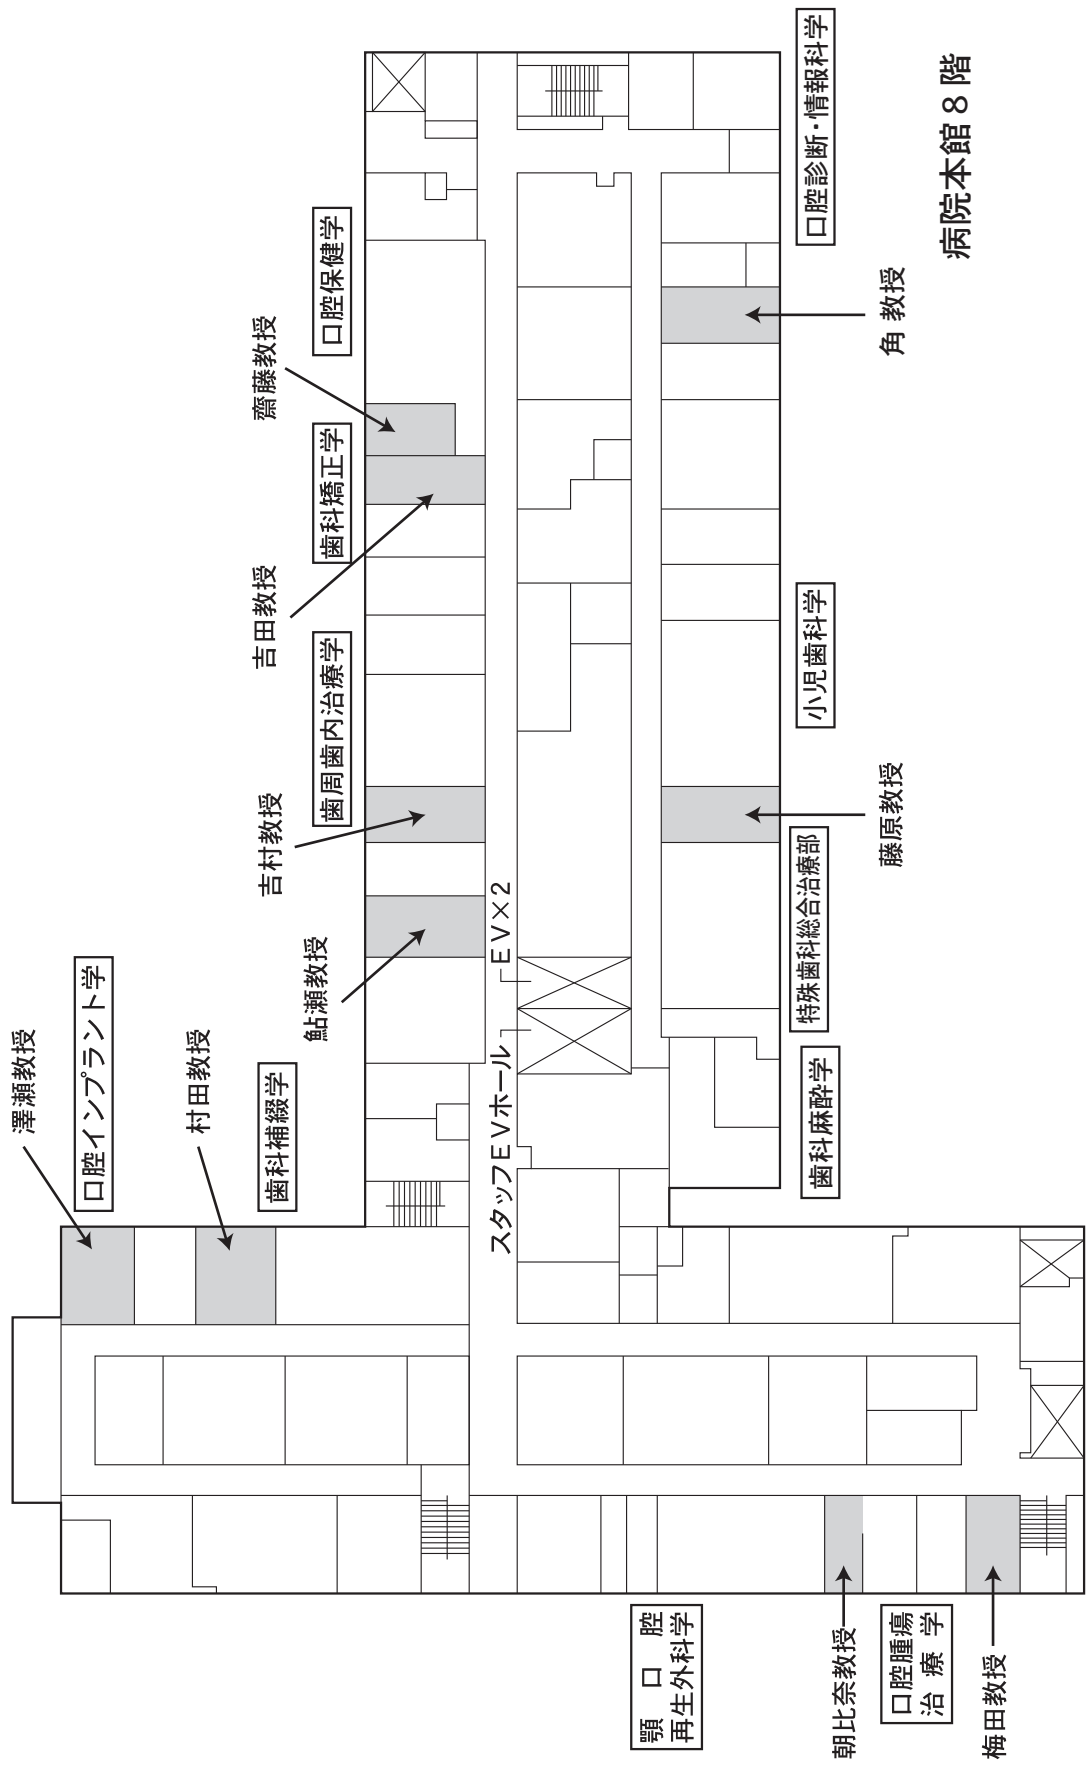 病院本館8階
澤瀬教授
口腔インプラント学
村田教授
歯科補綴学
鮎瀬教授
吉村教授
歯周歯内治療学
吉田教授
歯科矯正学
齋藤教授
口腔保健学
スタッフEVホール
EV×2
顎口腔
再生外科学
朝比奈教授
口腔腫瘍
治療学
梅田教授
歯科麻酔学
特殊歯科総合治療部
藤原教授
小児歯科学
角教授
口腔診断・情報科学